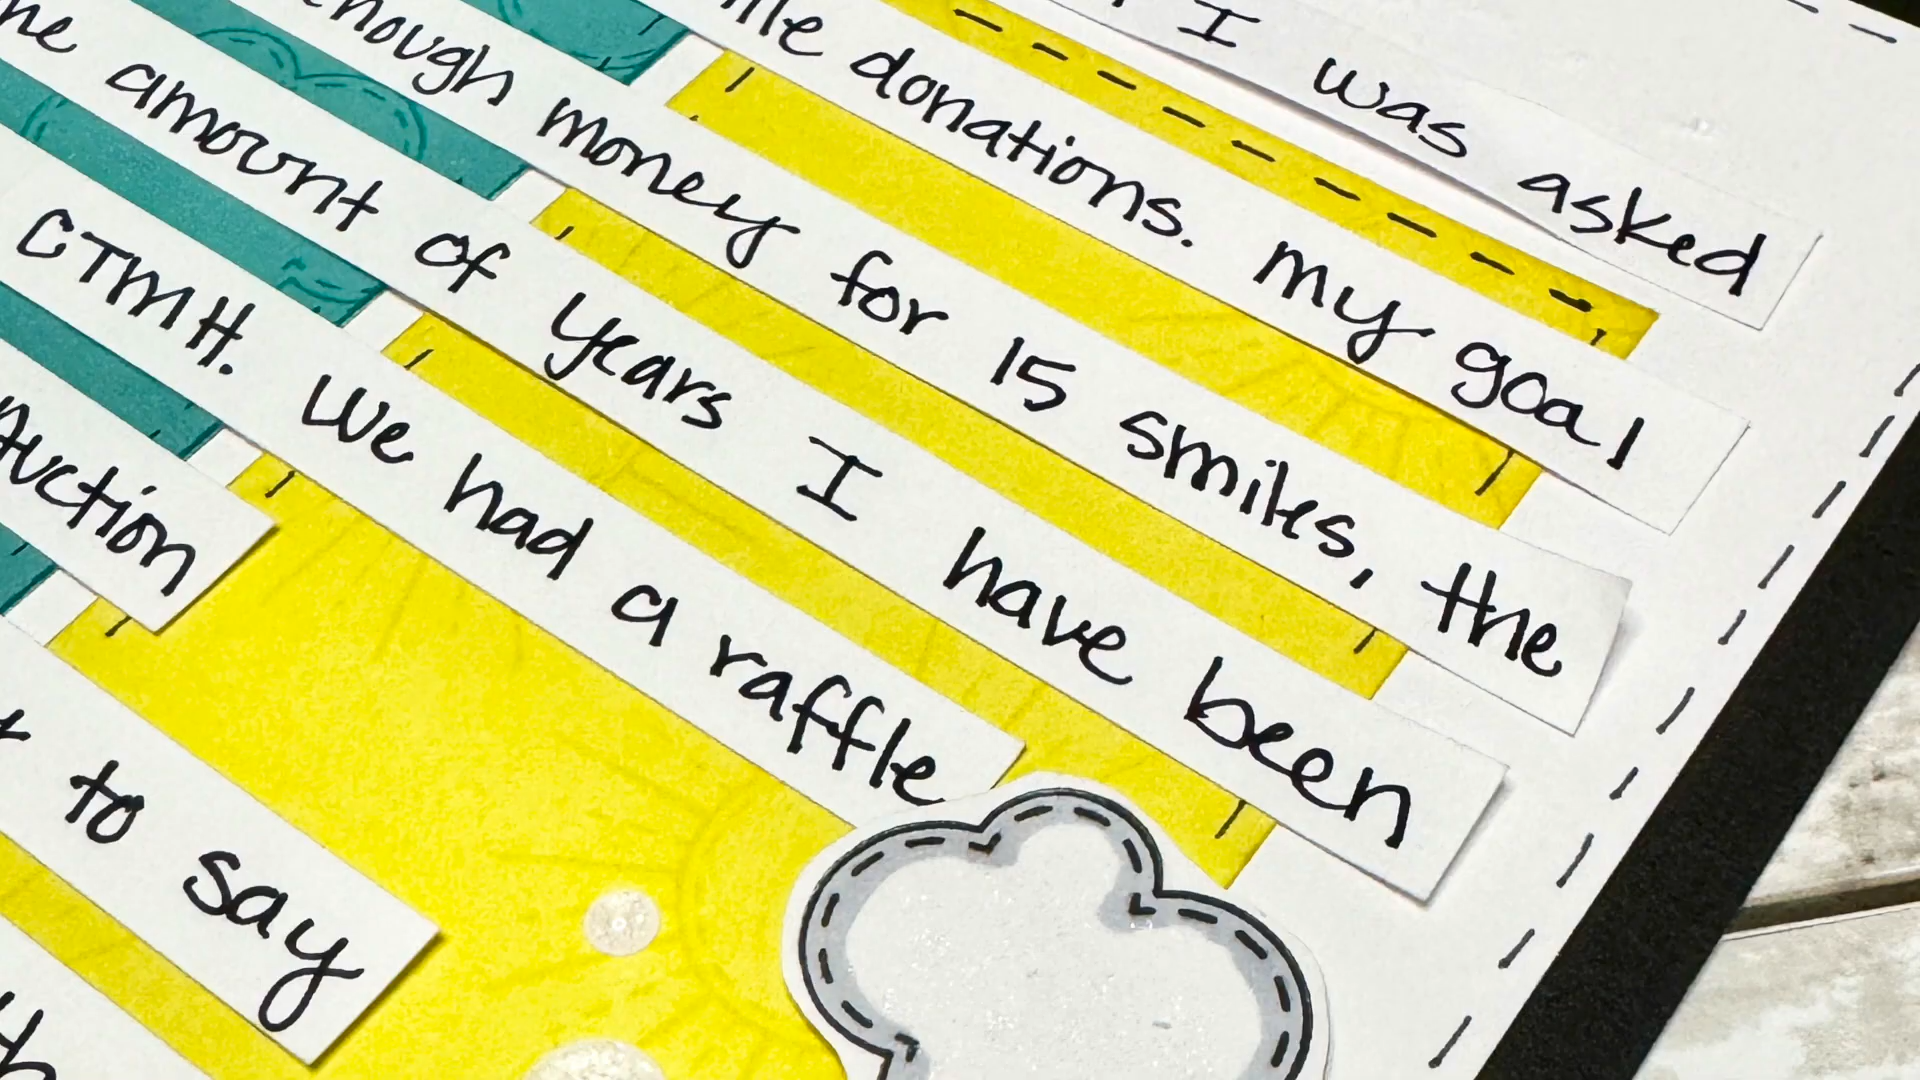 I was asked
donations. My goal
money for 15 smiles, the
amount of years I have been
CTMH. We had a raffle
Auction
to say